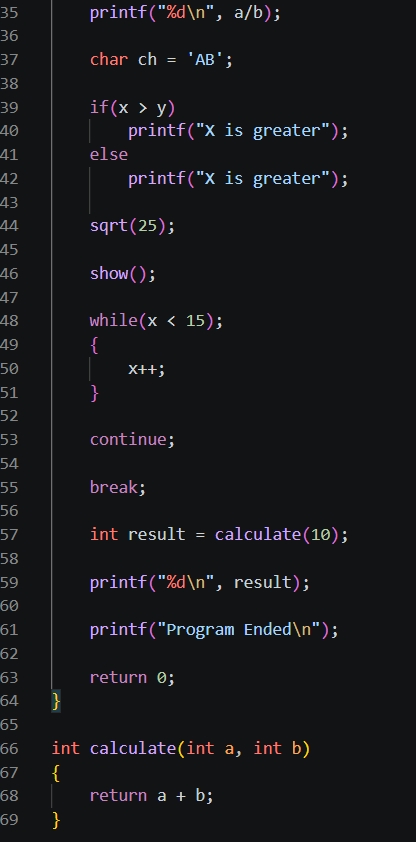 35 printf("%d\n", a/b);
36
37 char ch = 'AB';
38
39 if(x > y)
40 printf("X is greater");
41 else
42 printf("X is greater");
43
44 sqrt(25);
45
46 show();
47
48 while(x < 15);
49 {
50 x++;
51 }
52
53 continue;
54
55 break;
56
57 int result = calculate(10);
58
59 printf("%d\n", result);
60
61 printf("Program Ended\n");
62
63 return 0;
64 }
65
66 int calculate(int a, int b)
67 {
68 return a + b;
69 }